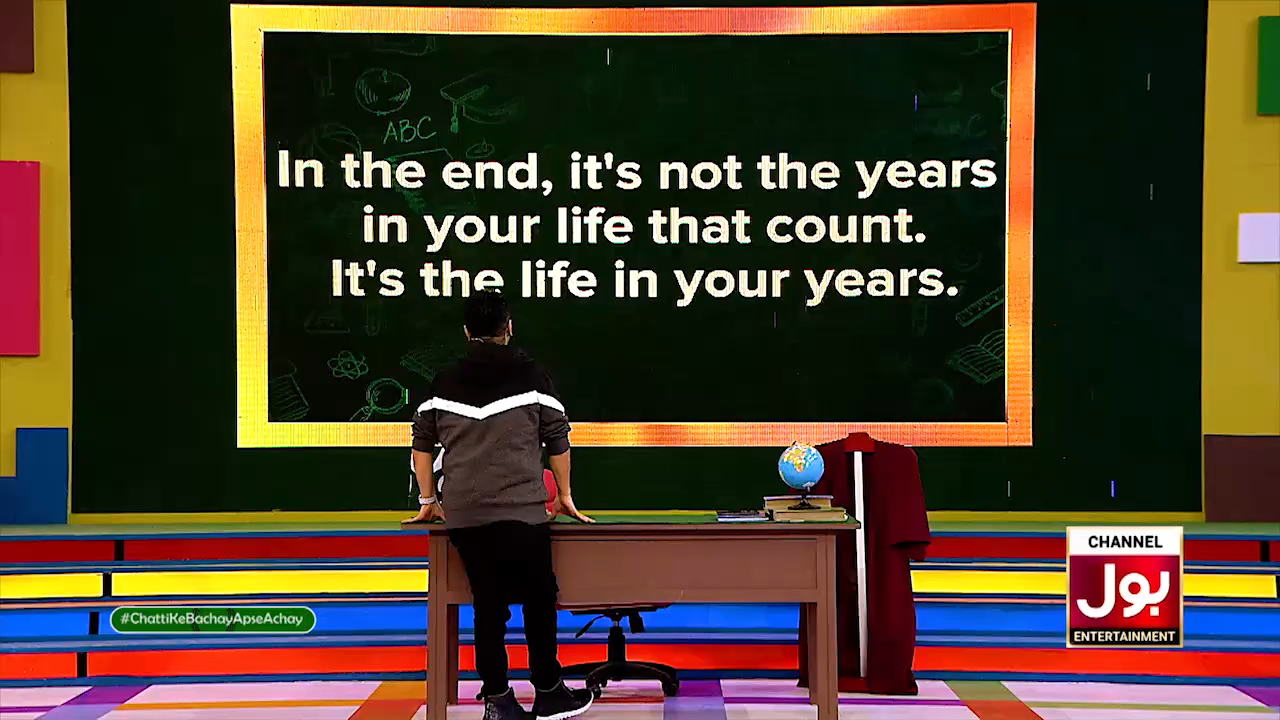 ABC
In the end, it's not the years
in your life that count.
It's the life in your years.
#ChattiKeBachayApseAchay
CHANNEL
بول
ENTERTAINMENT